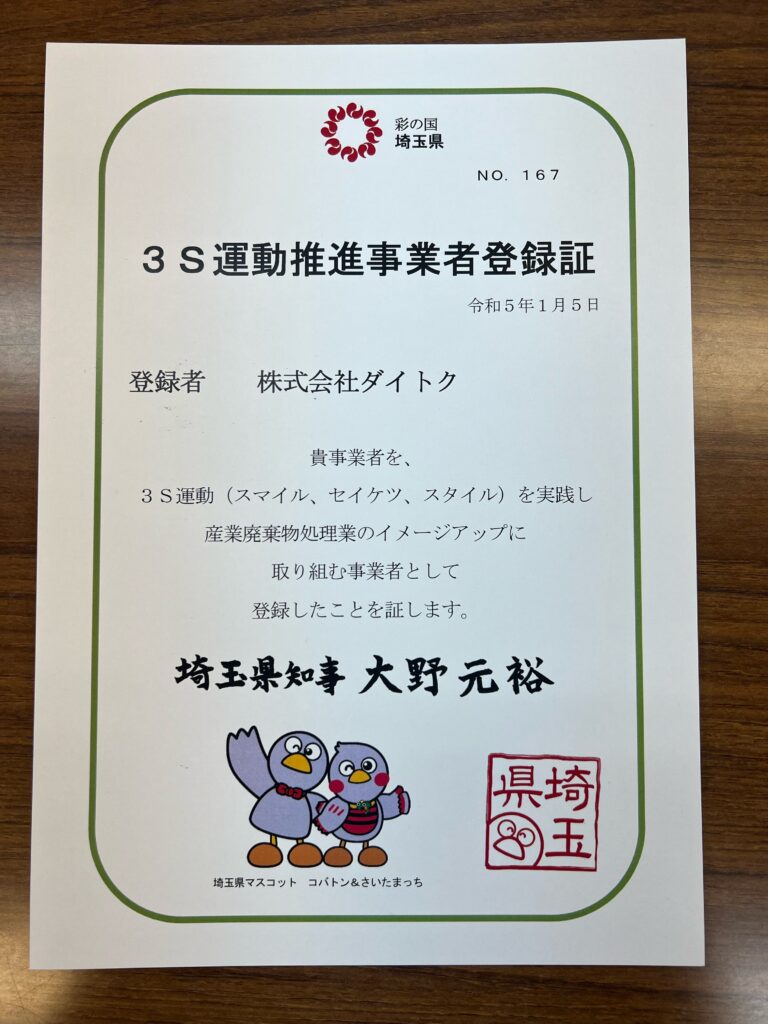 彩の国
埼玉県
NO. 167
３Ｓ運動推進事業者登録証
令和５年１月５日
登録者　　株式会社ダイトク
貴事業者を、
３Ｓ運動（スマイル、セイケツ、スタイル）を実践し
産業廃棄物処理業のイメージアップに
取り組む事業者として
登録したことを証します。
埼玉県知事 大野元裕
埼玉県
埼玉県マスコット　コバトン＆さいたまっち